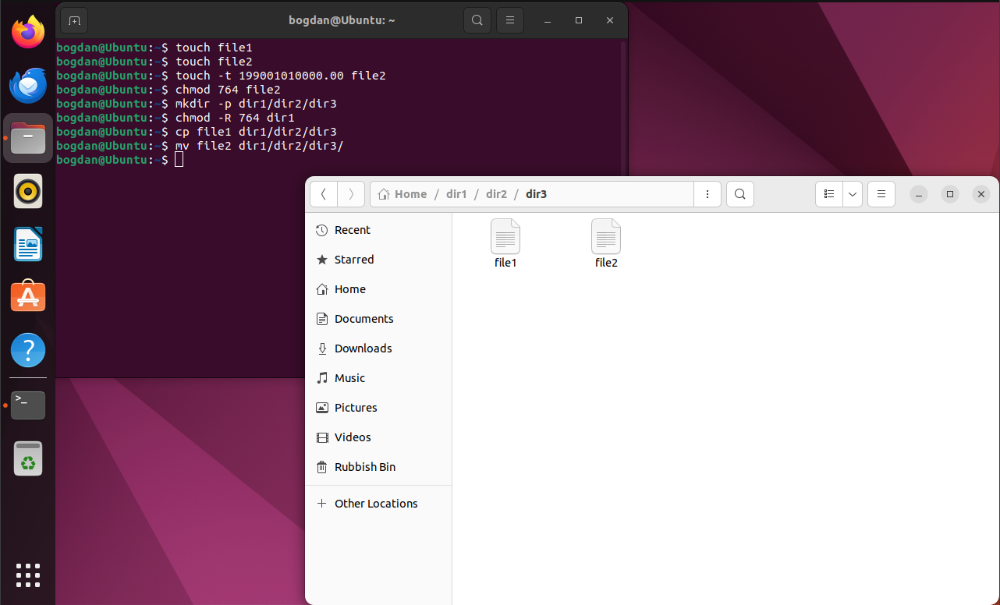 bogdan@Ubuntu: ~
bogdan@Ubuntu:~$ touch file1
bogdan@Ubuntu:~$ touch file2
bogdan@Ubuntu:~$ touch -t 199001010000.00 file2
bogdan@Ubuntu:~$ chmod 764 file2
bogdan@Ubuntu:~$ mkdir -p dir1/dir2/dir3
bogdan@Ubuntu:~$ chmod -R 764 dir1
bogdan@Ubuntu:~$ cp file1 dir1/dir2/dir3
bogdan@Ubuntu:~$ mv file2 dir1/dir2/dir3/
bogdan@Ubuntu:~$
Home / dir1 / dir2 / dir3
Recent
Starred
Home
Documents
Downloads
Music
Pictures
Videos
Rubbish Bin
Other Locations
file1
file2